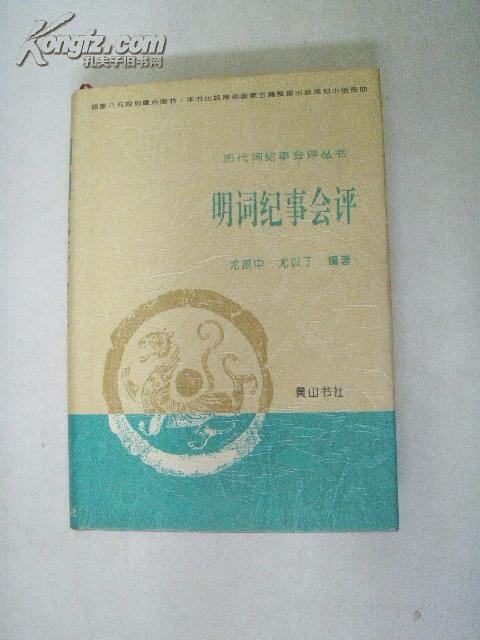 Kongfz.com
孔夫子旧书网
国家八五规划重点图书·本书出版得到国家古籍整理出版规划小组资助
历代词纪事会评丛书
明词纪事会评
尤振中 尤以丁 编著
黄山书社
社